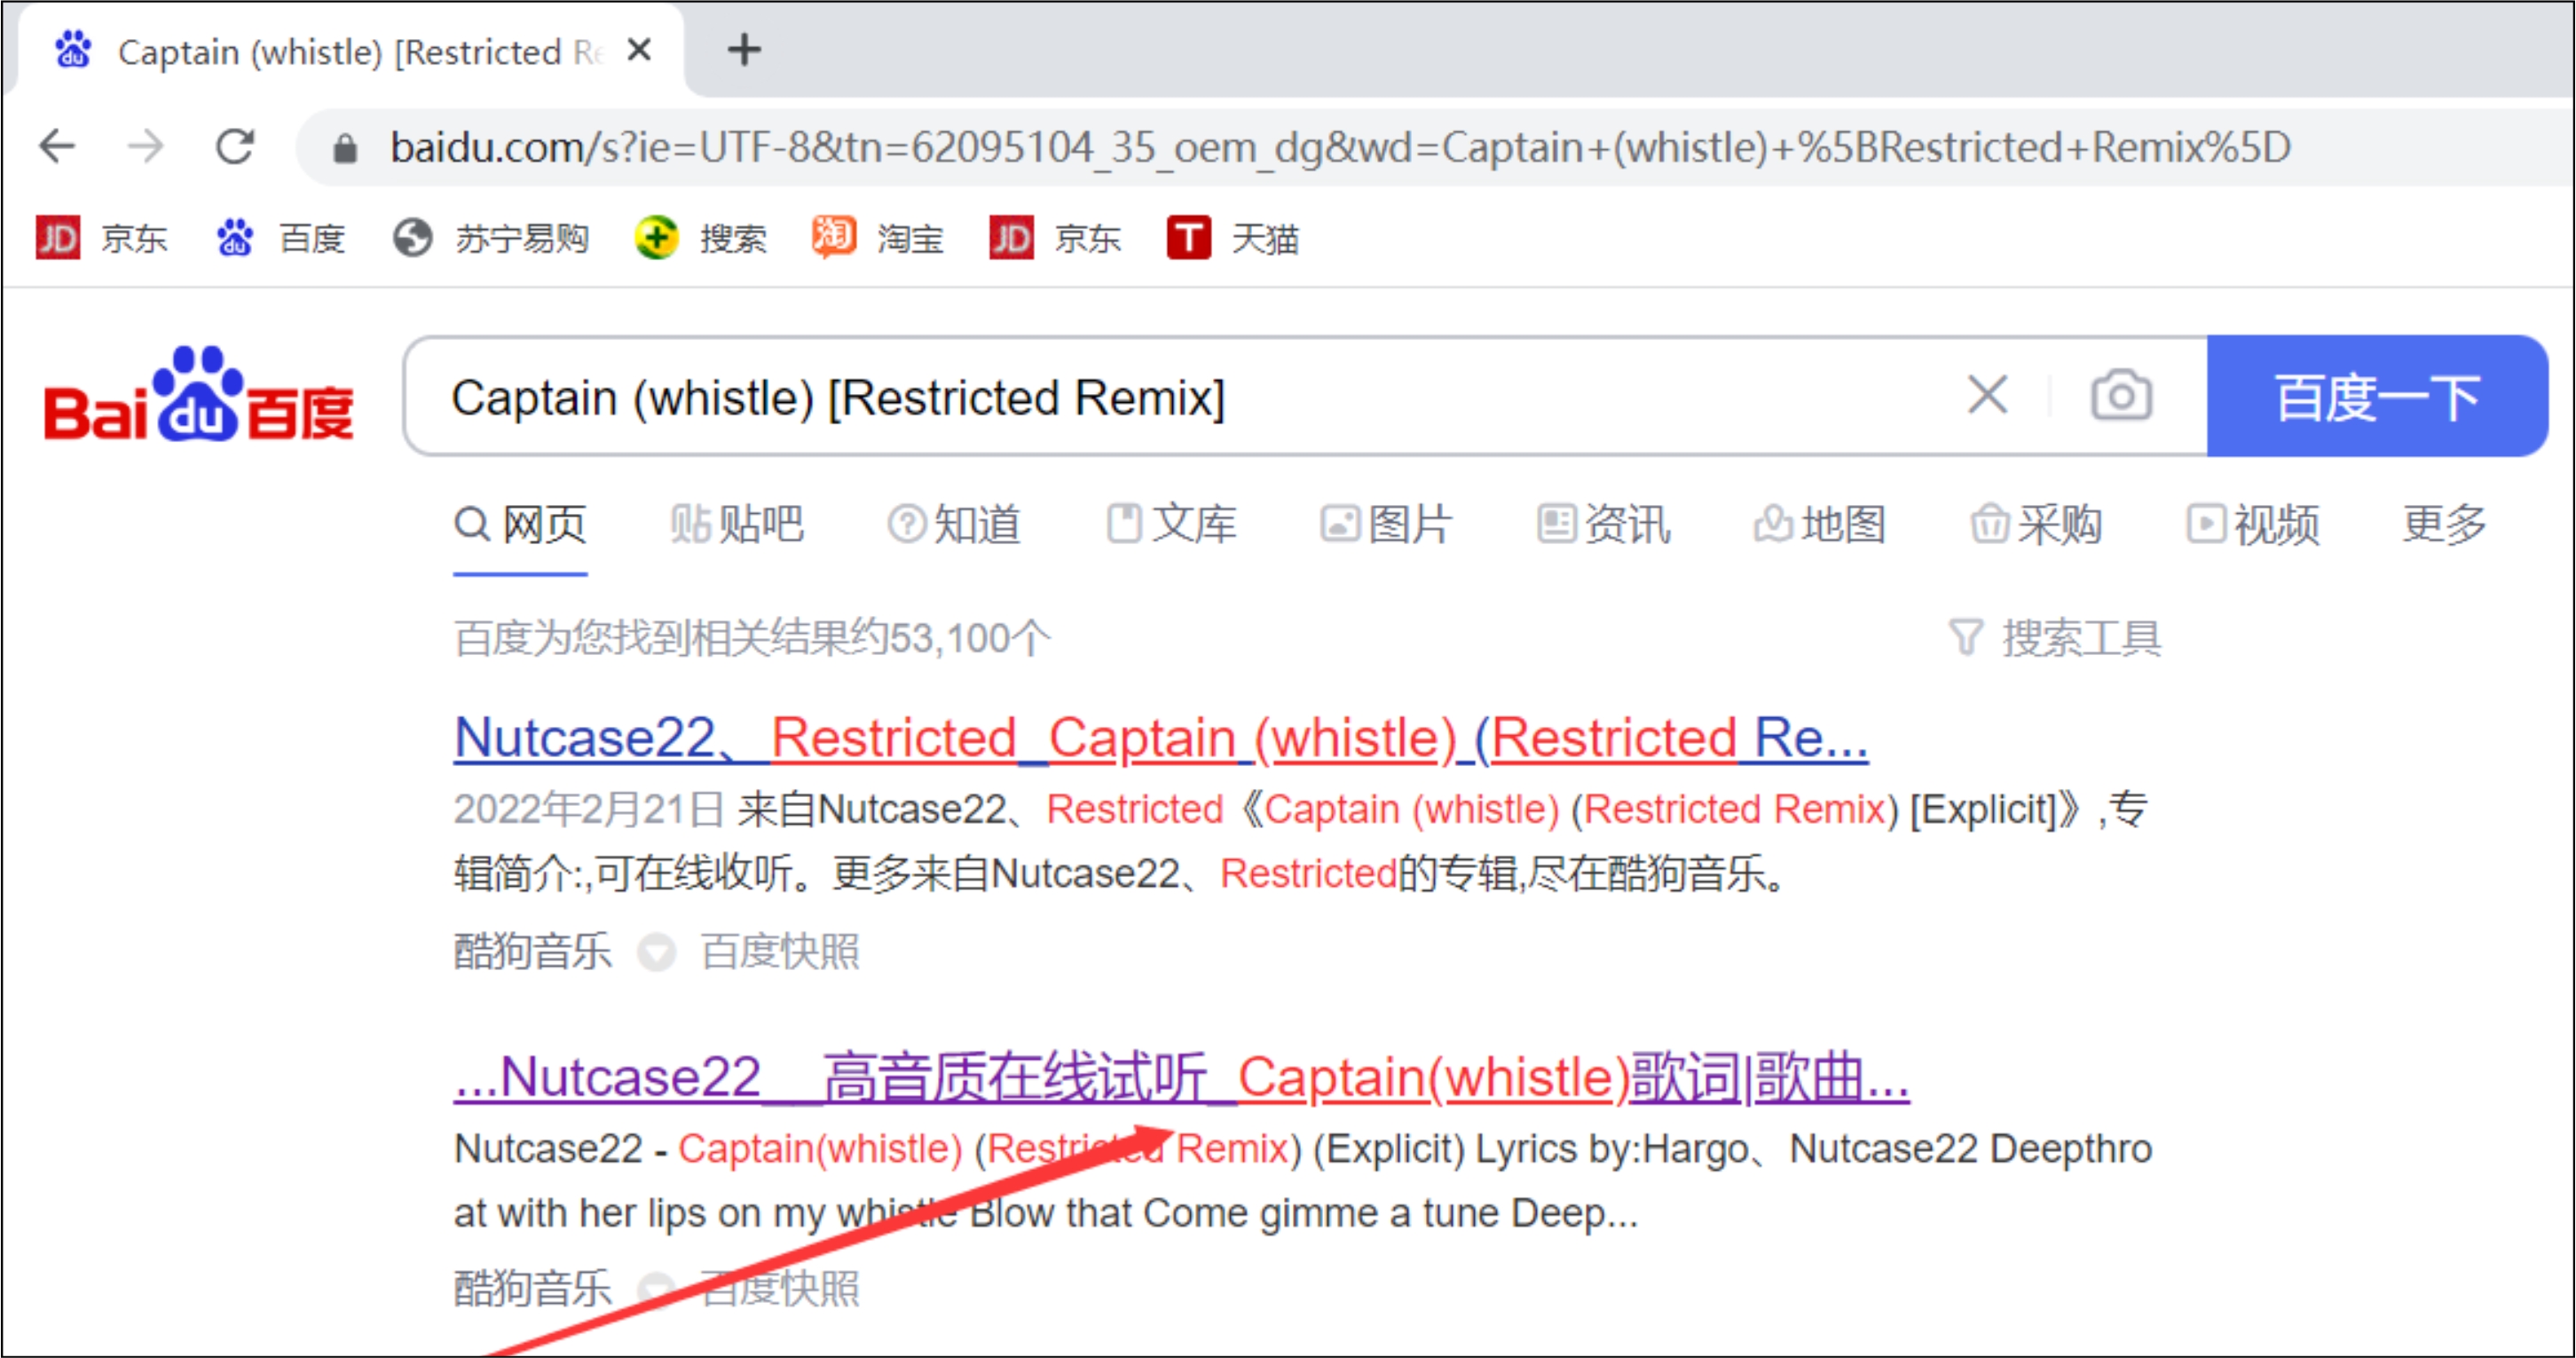 Captain (whistle) [Restricted Re
baidu.com/s?ie=UTF-8&tn=62095104_35_oem_dg&wd=Captain+(whistle)+%5BRestricted+Remix%5D
JD 京东 du 百度 苏宁易购 搜索 淘 淘宝 JD 京东 T 天猫
Bai du 百度 Captain (whistle) [Restricted Remix] 百度一下
网页 贴 贴吧 知道 文库 图片 资讯 地图 采购 视频 更多
百度为您找到相关结果约53,100个 搜索工具
Nutcase22、Restricted_Captain (whistle) (Restricted Re...
2022年2月21日 来自Nutcase22、Restricted《Captain (whistle) (Restricted Remix) [Explicit]》,专
辑简介:,可在线收听。更多来自Nutcase22、Restricted的专辑,尽在酷狗音乐。
酷狗音乐 百度快照
...Nutcase22__高音质在线试听_Captain(whistle)歌词|歌曲...
Nutcase22 - Captain(whistle) (Restricted Remix) (Explicit) Lyrics by:Hargo、Nutcase22 Deepthro
at with her lips on my whistle Blow that Come gimme a tune Deep...
酷狗音乐 百度快照